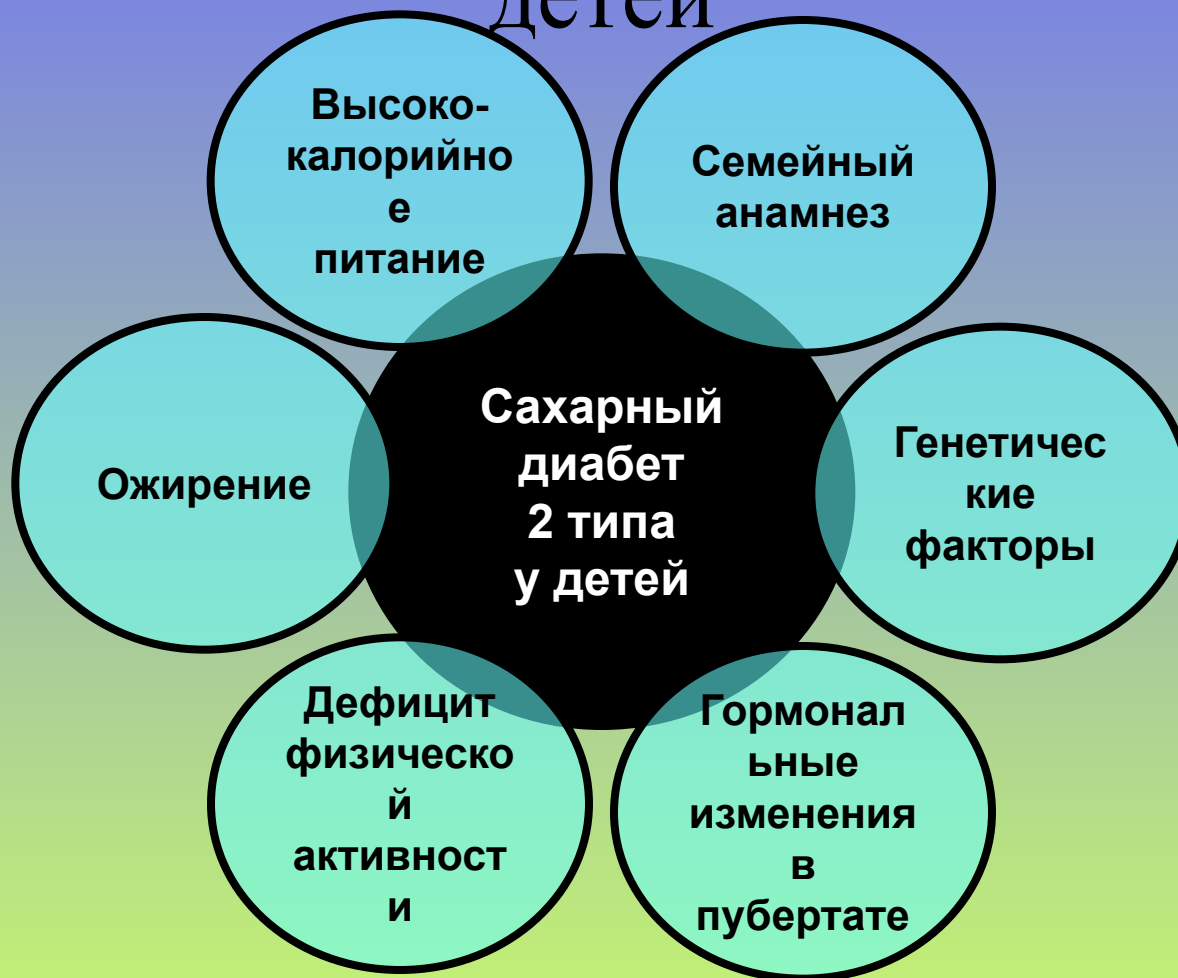 детей
Высоко-
калорийно
е
питание
Семейный
анамнез
Ожирение
Сахарный
диабет
2 типа
у детей
Генетичес
кие
факторы
Дефицит
физическо
й
активност
и
Гормонал
ьные
изменения
в
пубертате